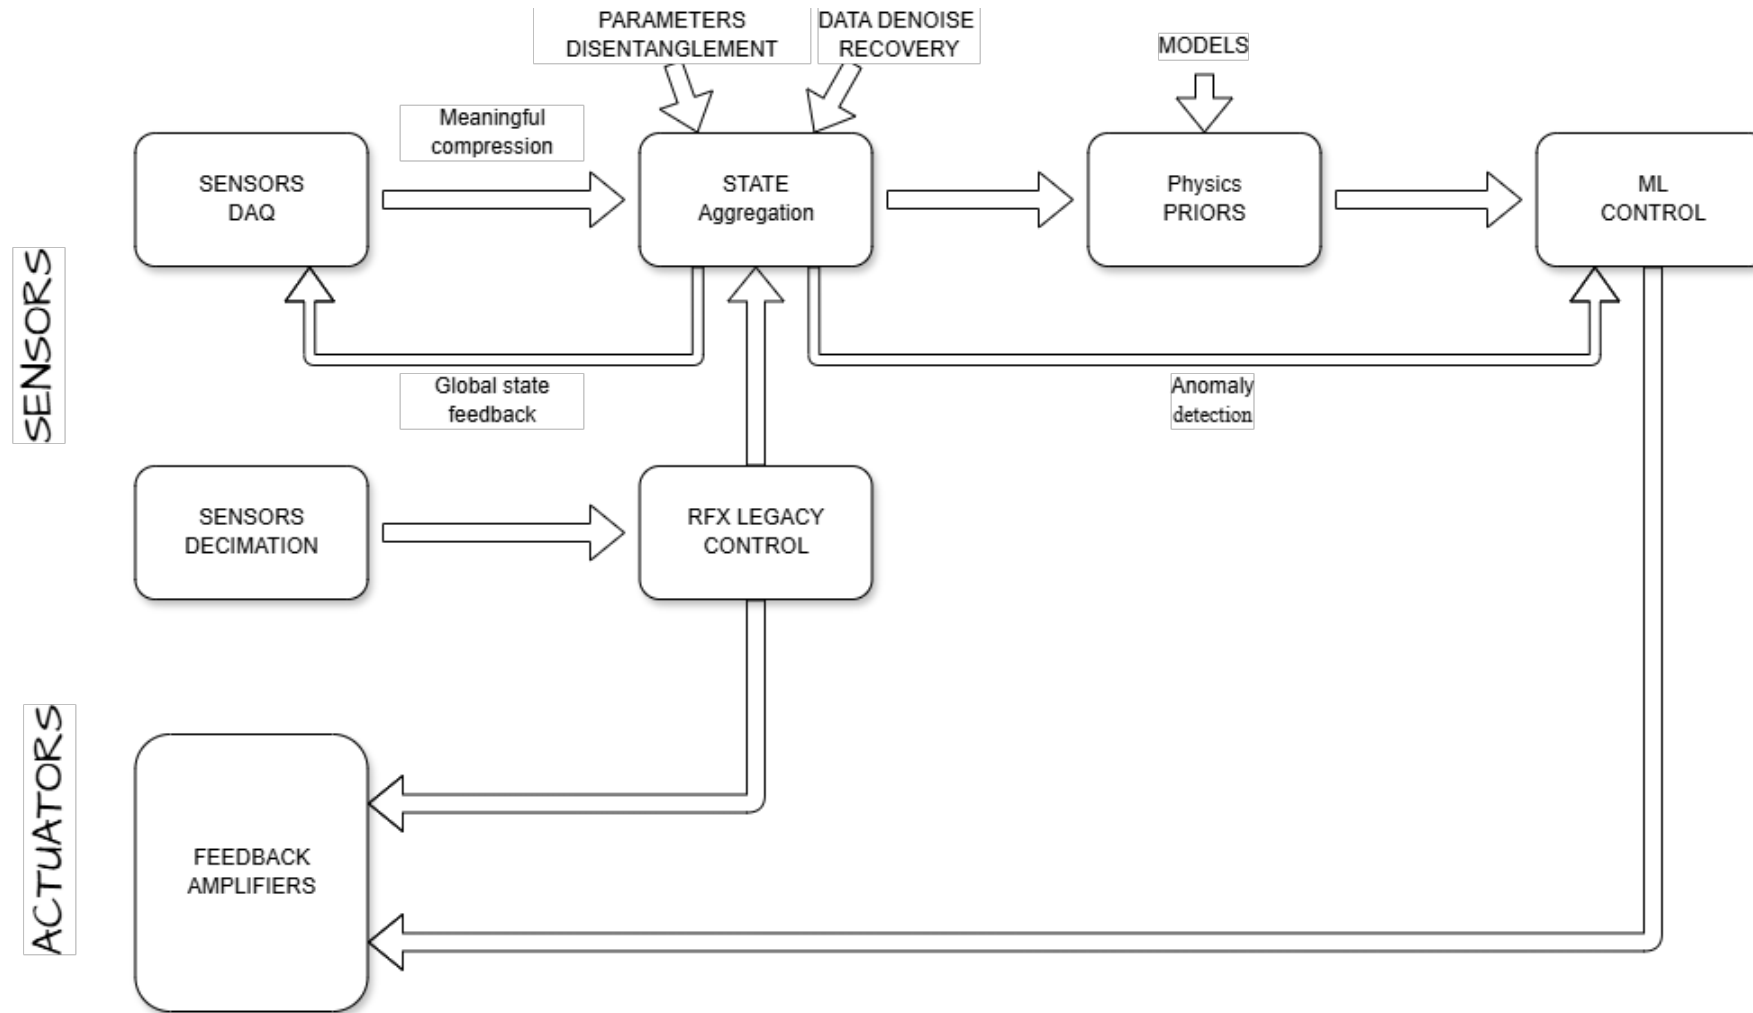 PARAMETERS
DISENTANGLEMENT
DATA DENOISE
RECOVERY
MODELS
Meaningful
compression
SENSORS
DAQ
STATE
Aggregation
Physics
PRIORS
ML
CONTROL
SENSORS
Global state
feedback
Anomaly
detection
SENSORS
DECIMATION
RFX LEGACY
CONTROL
ACTUATORS
FEEDBACK
AMPLIFIERS